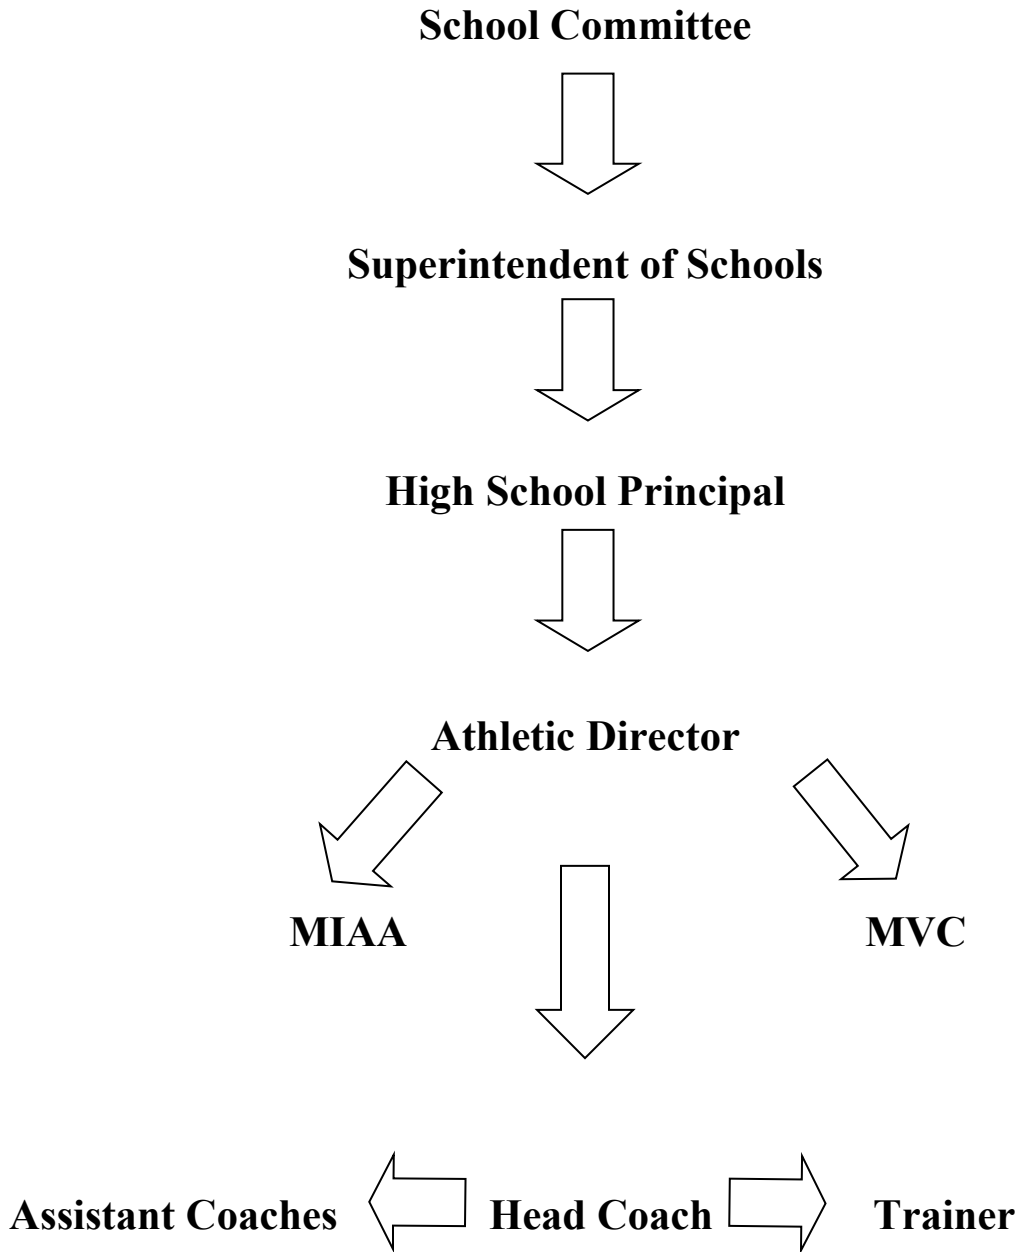 School Committee
Superintendent of Schools
High School Principal
Athletic Director
MIAA MVC
Assistant Coaches Head Coach Trainer